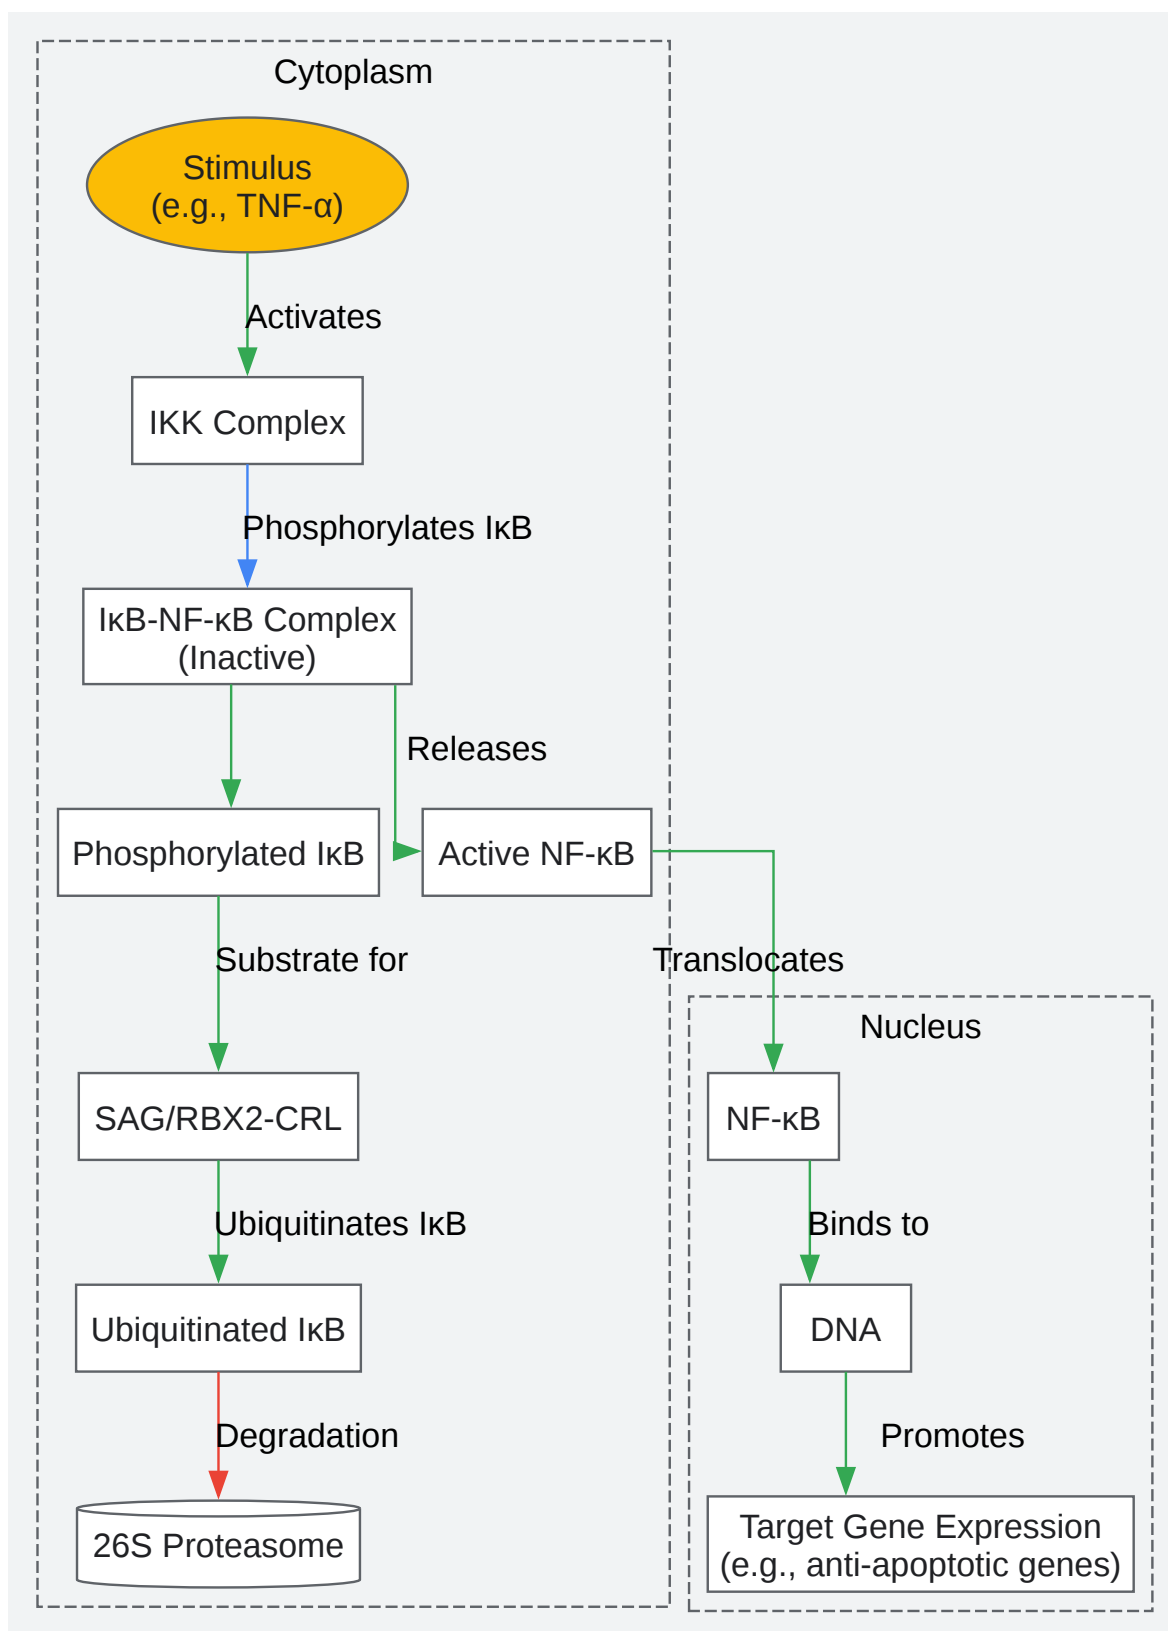 Cytoplasm
Stimulus
(e.g., TNF-α)
Activates
IKK Complex
Phosphorylates IκB
IκB-NF-κB Complex
(Inactive)
Releases
Phosphorylated IκB
Active NF-κB
Substrate for
Translocates
Nucleus
SAG/RBX2-CRL
NF-κB
Ubiquitinates IκB
Binds to
Ubiquitinated IκB
DNA
Degradation
Promotes
26S Proteasome
Target Gene Expression
(e.g., anti-apoptotic genes)